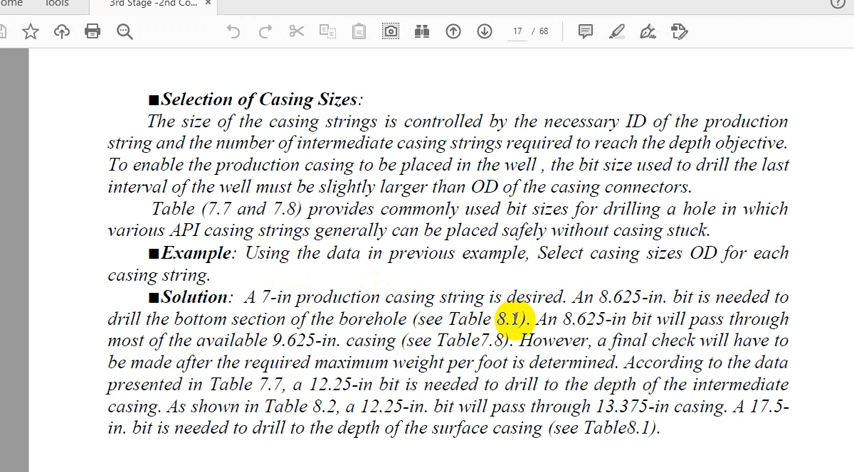 ome
Tools
3rd Stage -2nd Co... ×
17 / 68
■Selection of Casing Sizes:
The size of the casing strings is controlled by the necessary ID of the production
string and the number of intermediate casing strings required to reach the depth objective.
To enable the production casing to be placed in the well , the bit size used to drill the last
interval of the well must be slightly larger than OD of the casing connectors.
Table (7.7 and 7.8) provides commonly used bit sizes for drilling a hole in which
various API casing strings generally can be placed safely without casing stuck.
■Example: Using the data in previous example, Select casing sizes OD for each
casing string.
■Solution: A 7-in production casing string is desired. An 8.625-in. bit is needed to
drill the bottom section of the borehole (see Table 8.1). An 8.625-in bit will pass through
most of the available 9.625-in. casing (see Table7.8). However, a final check will have to
be made after the required maximum weight per foot is determined. According to the data
presented in Table 7.7, a 12.25-in bit is needed to drill to the depth of the intermediate
casing. As shown in Table 8.2, a 12.25-in. bit will pass through 13.375-in casing. A 17.5-
in. bit is needed to drill to the depth of the surface casing (see Table8.1).